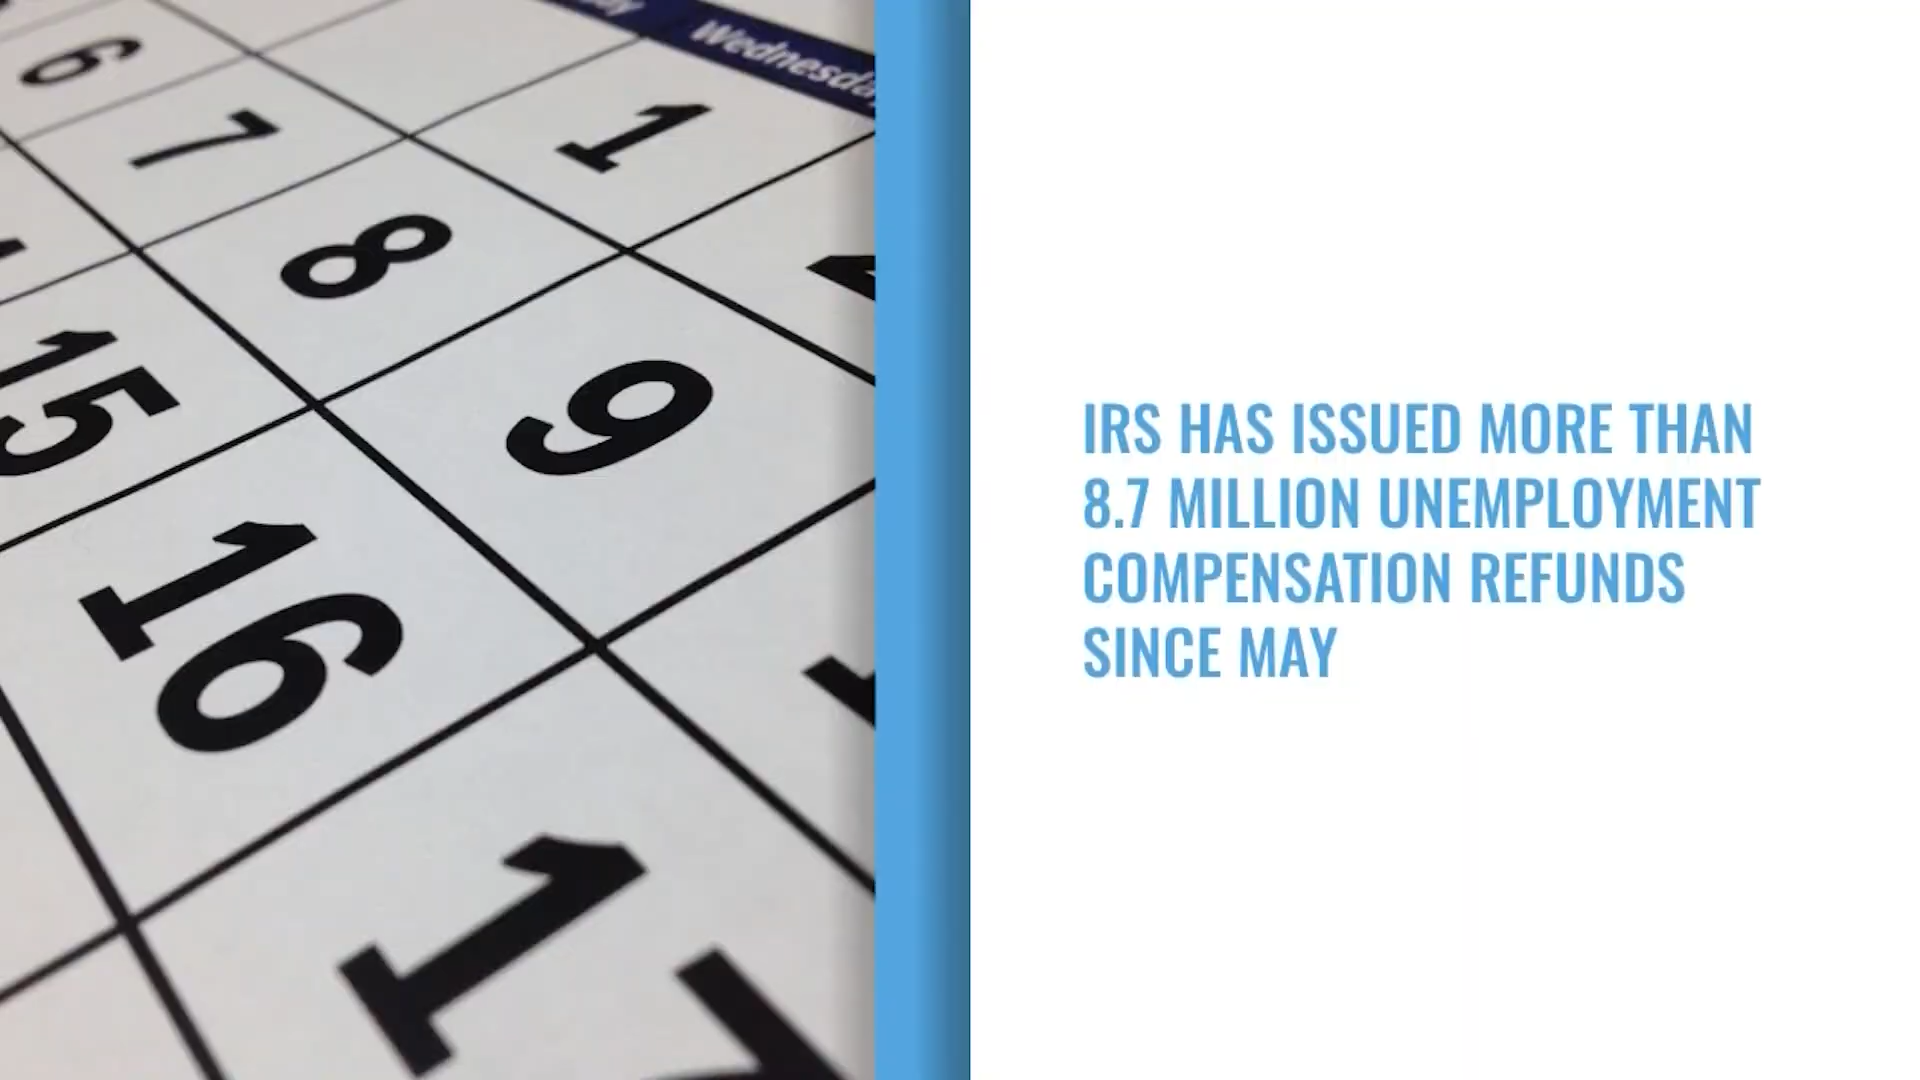 Wednesday
6
7
1
8
15
9
16
17
IRS HAS ISSUED MORE THAN
8.7 MILLION UNEMPLOYMENT
COMPENSATION REFUNDS
SINCE MAY